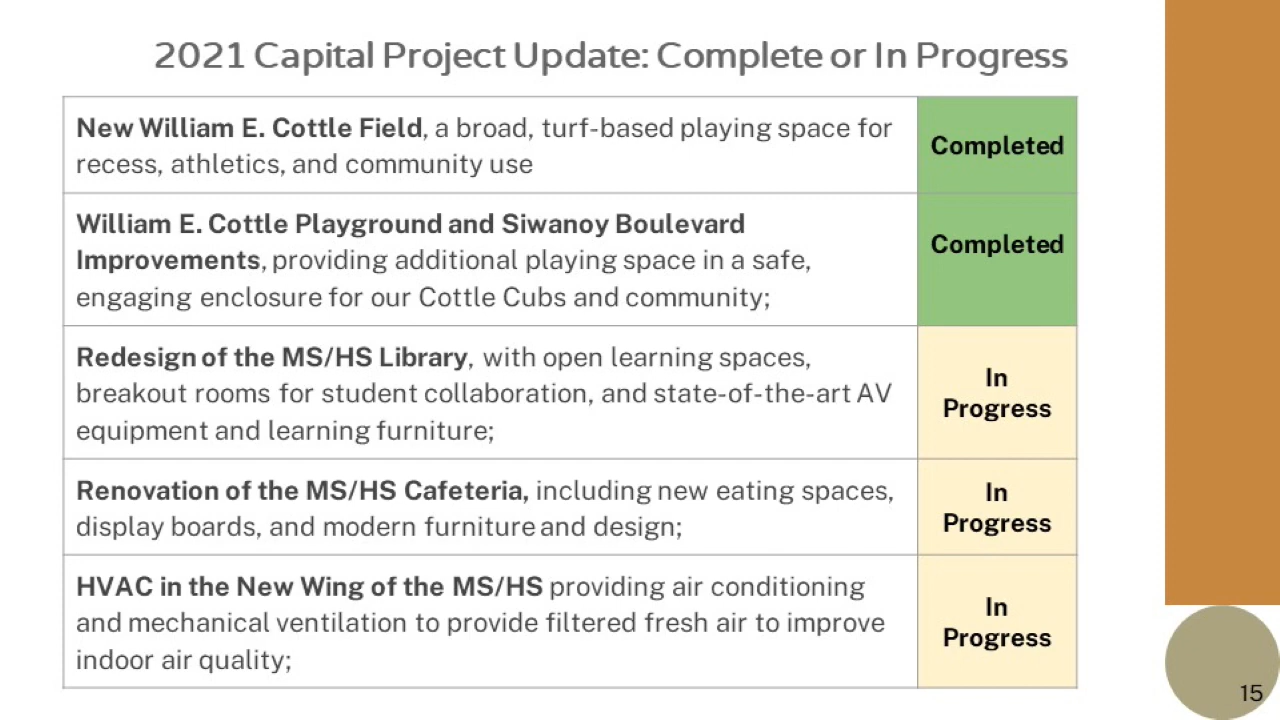 2021 Capital Project Update: Complete or In Progress
New William E. Cottle Field, a broad, turf-based playing space for
recess, athletics, and community use
Completed
William E. Cottle Playground and Siwanoy Boulevard
Improvements, providing additional playing space in a safe,
engaging enclosure for our Cottle Cubs and community;
Completed
Redesign of the MS/HS Library, with open learning spaces,
breakout rooms for student collaboration, and state-of-the-art AV
equipment and learning furniture;
In
Progress
Renovation of the MS/HS Cafeteria, including new eating spaces,
display boards, and modern furniture and design;
In
Progress
HVAC in the New Wing of the MS/HS providing air conditioning
and mechanical ventilation to provide filtered fresh air to improve
indoor air quality;
In
Progress
15